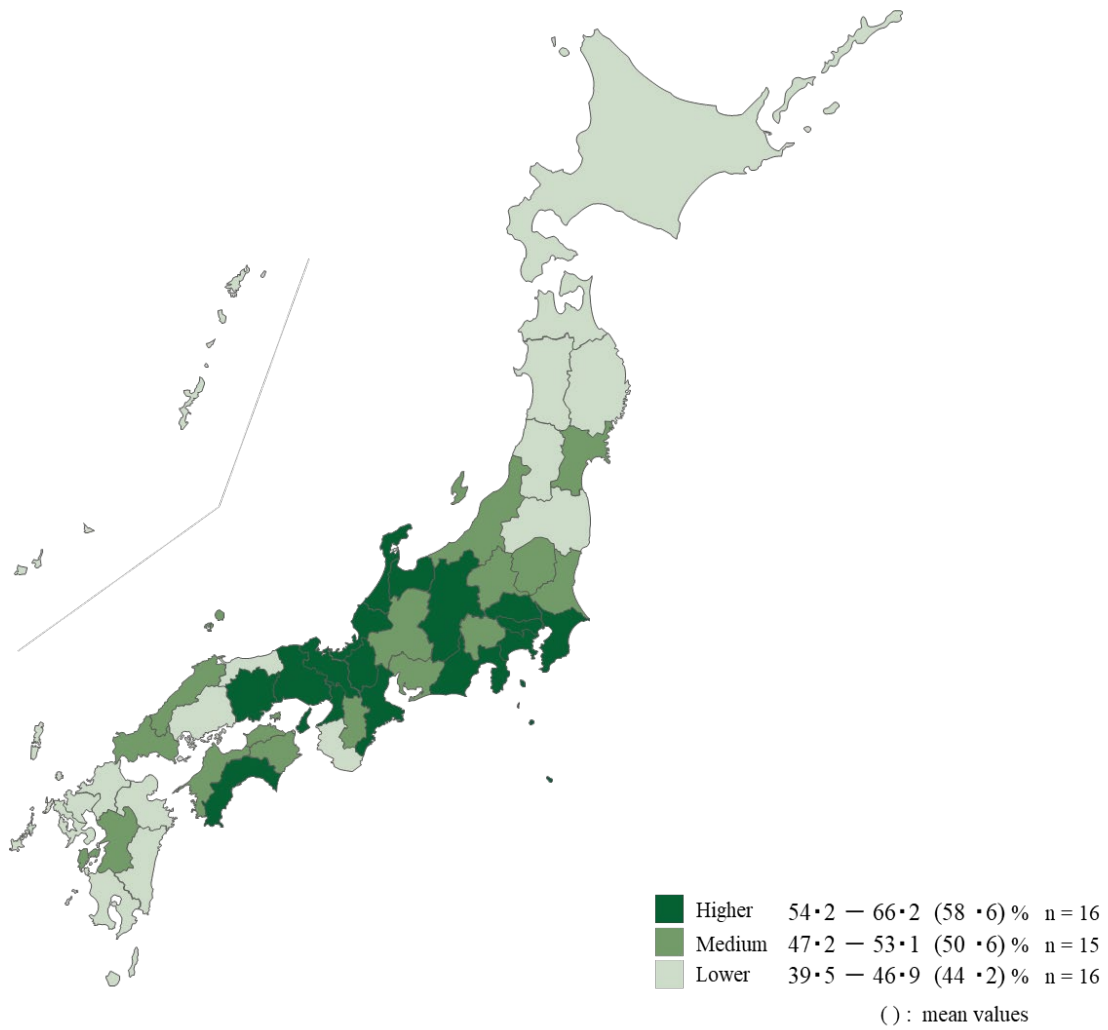 Higher 54・2 − 66・2 (58 ・6) % n = 16
Medium 47・2 − 53・1 (50 ・6) % n = 15
Lower 39・5 − 46・9 (44 ・2) % n = 16
( ) : mean values